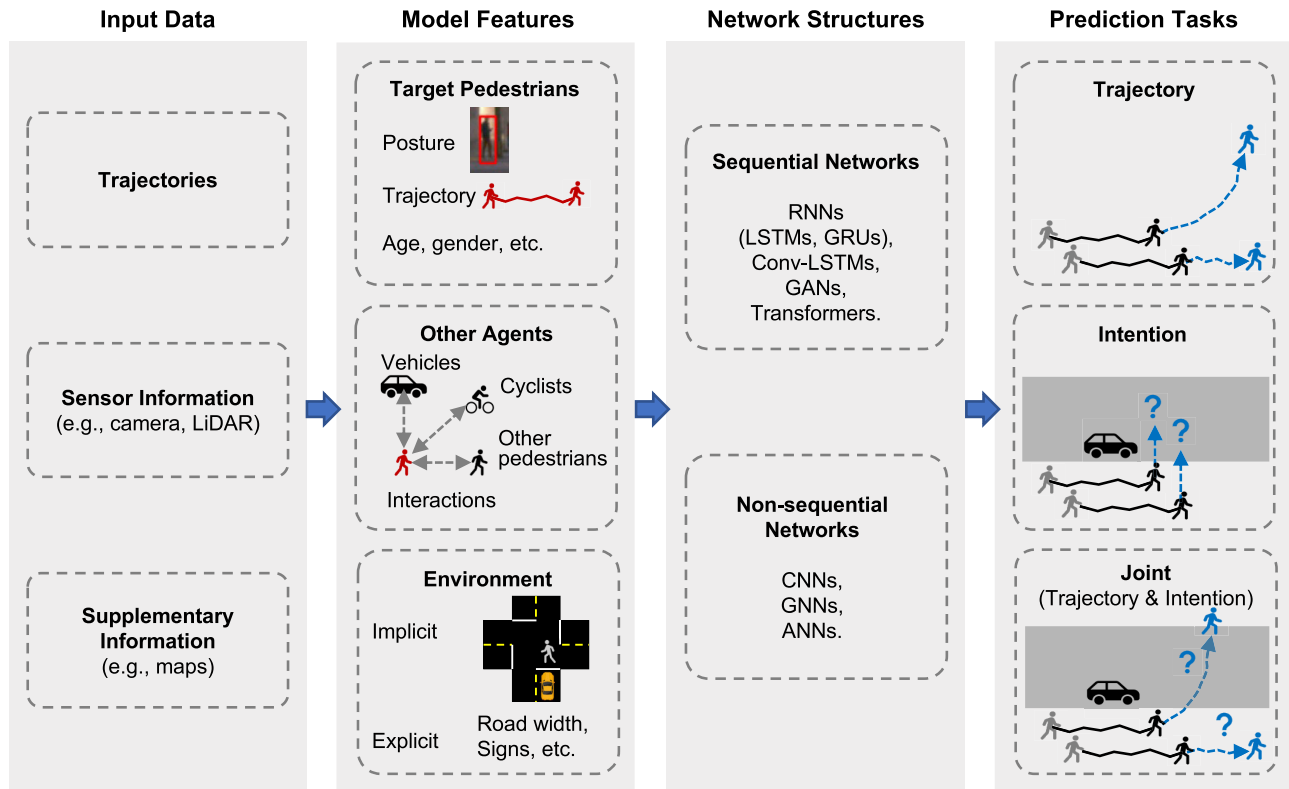 Input Data
Model Features
Network Structures
Prediction Tasks
Trajectories
Sensor Information
(e.g., camera, LiDAR)
Supplementary
Information
(e.g., maps)
Target Pedestrians
Posture
Trajectory
Age, gender, etc.
Other Agents
Vehicles
Cyclists
Other
pedestrians
Interactions
Environment
Implicit
Explicit
Road width,
Signs, etc.
Sequential Networks
RNNs
(LSTMs, GRUs),
Conv-LSTMs,
GANs,
Transformers.
Non-sequential
Networks
CNNs,
GNNs,
ANNs.
Trajectory
Intention
?
?
Joint
(Trajectory & Intention)
?
?